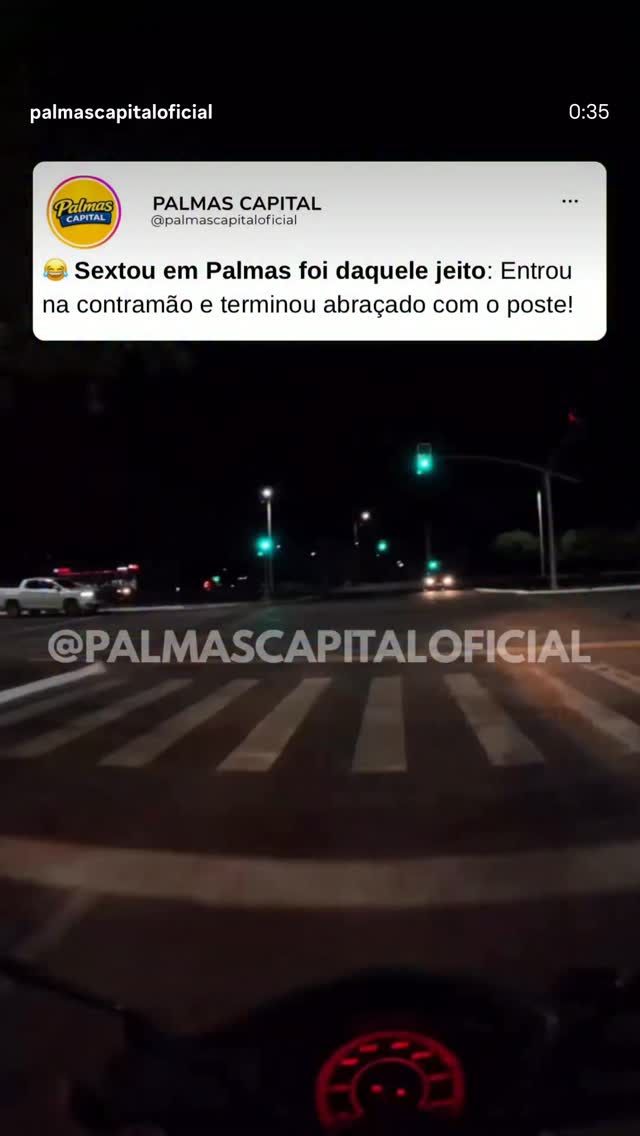 palmascapitaloficial 0:35
Palmas
CAPITAL
PALMAS CAPITAL ...
@palmascapitaloficial
😂 Sextou em Palmas foi daquele jeito: Entrou
na contramão e terminou abraçado com o poste!
@PALMASCAPITALOFICIAL